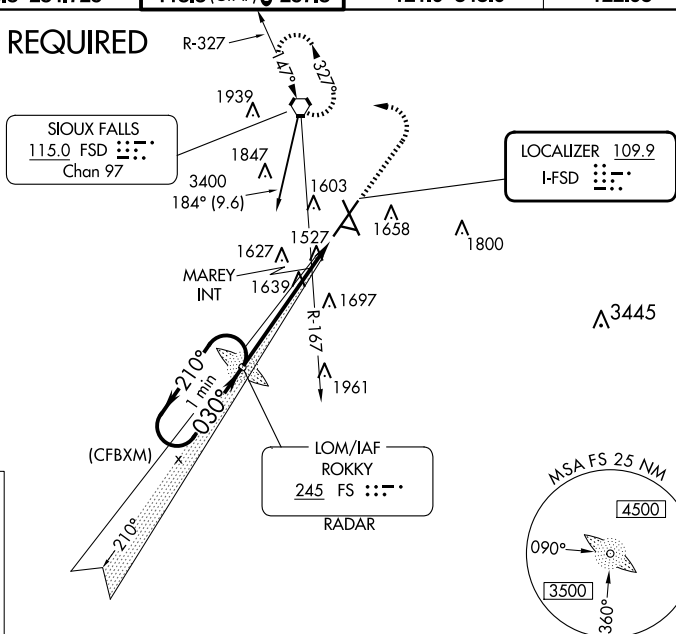 REQUIRED
R-327
147°
327°
1939
SIOUX FALLS
115.0 FSD
Chan 97
1847
3400
184° (9.6)
1603
LOCALIZER 109.9
I-FSD
1658
1800
1527
1627
MAREY
INT
1639
1697
R-167
3445
1961
210°
1 min
030°
(CFBXM) x
LOM/IAF
ROKKY
245 FS
RADAR
210°
MSA FS 25 NM
4500
090°
3500
360°